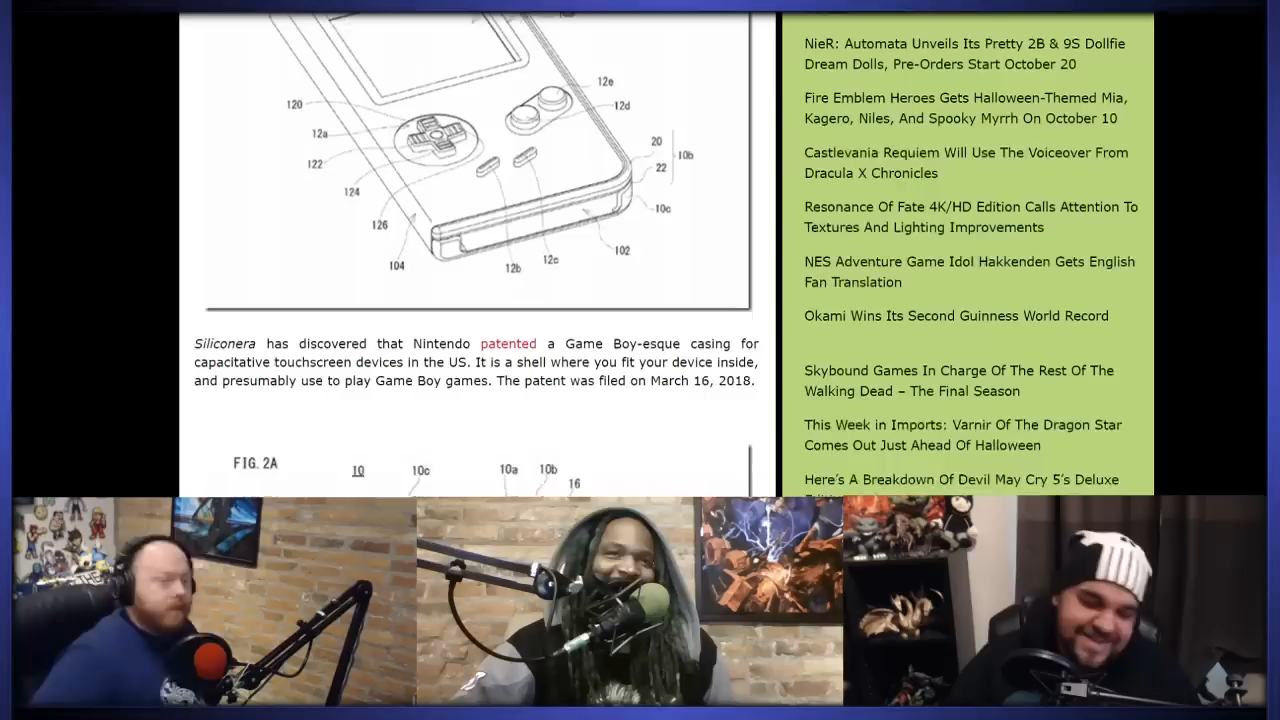 12e
120
12d
12a
20
10b
122
22
124
10c
126
102
12c
104
12b
Siliconera has discovered that Nintendo patented a Game Boy-esque casing for
capacitative touchscreen devices in the US. It is a shell where you fit your device inside,
and presumably use to play Game Boy games. The patent was filed on March 16, 2018.
FIG. 2A
10
10c
10a
10b
16
NieR: Automata Unveils Its Pretty 2B & 9S Dollfie
Dream Dolls, Pre-Orders Start October 20
Fire Emblem Heroes Gets Halloween-Themed Mia,
Kagero, Niles, And Spooky Myrrh On October 10
Castlevania Requiem Will Use The Voiceover From
Dracula X Chronicles
Resonance Of Fate 4K/HD Edition Calls Attention To
Textures And Lighting Improvements
NES Adventure Game Idol Hakkenden Gets English
Fan Translation
Okami Wins Its Second Guinness World Record
Skybound Games In Charge Of The Rest Of The
Walking Dead – The Final Season
This Week in Imports: Varnir Of The Dragon Star
Comes Out Just Ahead Of Halloween
Here's A Breakdown Of Devil May Cry 5's Deluxe